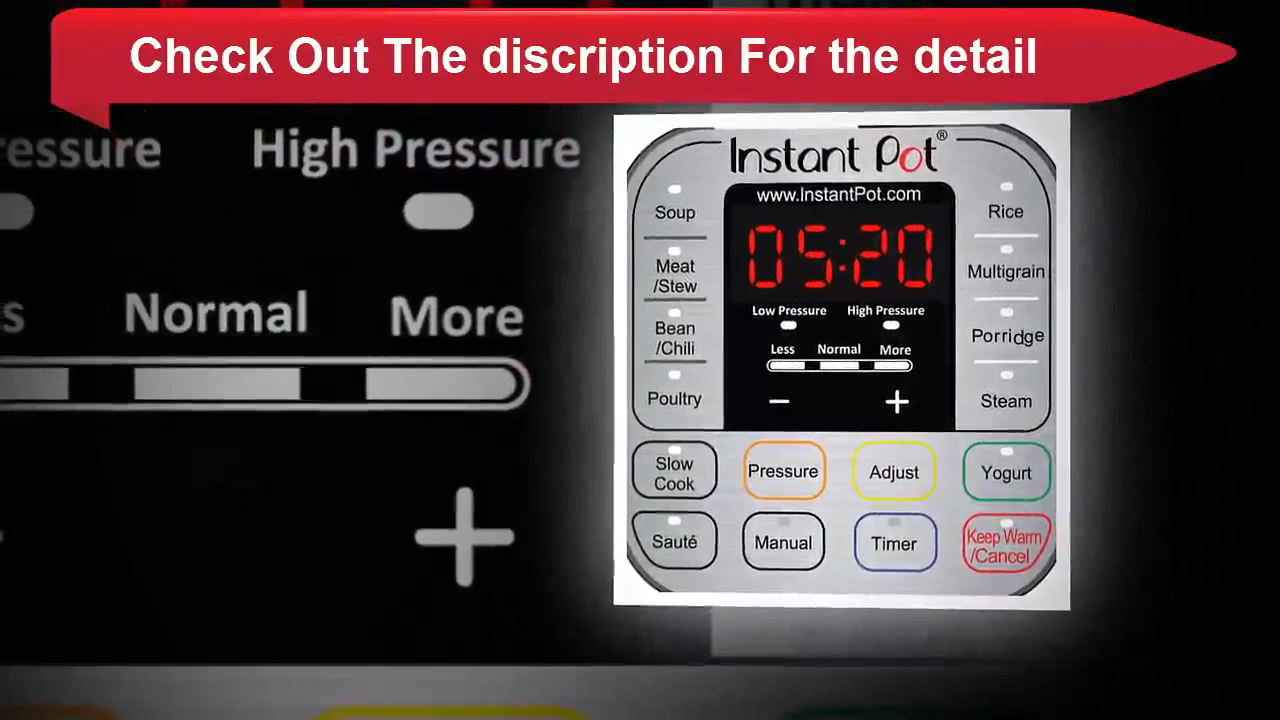 Check Out The discription For the detail
ressure
High Pressure
s
Normal
More
+
Instant Pot®
www.InstantPot.com
05:20
Low Pressure
High Pressure
Less
Normal
More
−
+
Soup
Meat
/Stew
Bean
/Chili
Poultry
Rice
Multigrain
Porridge
Steam
Slow
Cook
Pressure
Adjust
Yogurt
Sauté
Manual
Timer
Keep Warm
/Cancel